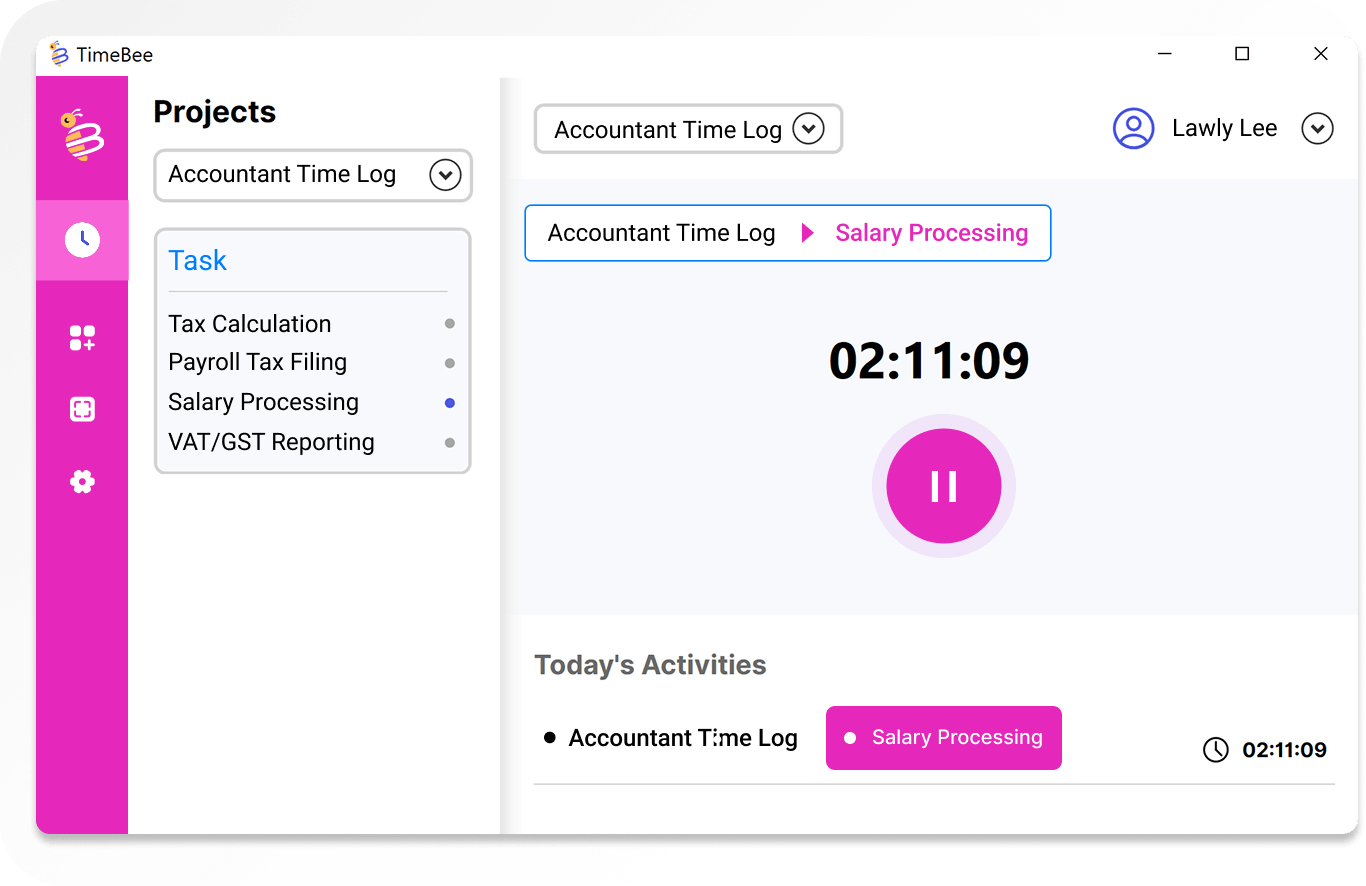 TimeBee
Projects
Accountant Time Log
Task
Tax Calculation
Payroll Tax Filing
Salary Processing
VAT/GST Reporting
Accountant Time Log
Lawly Lee
Accountant Time Log Salary Processing
02:11:09
Today's Activities
Accountant Time Log Salary Processing 02:11:09